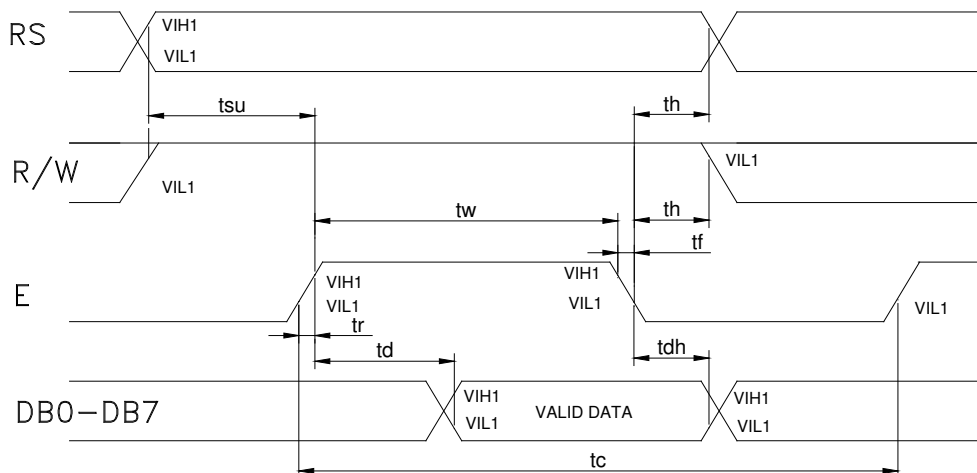 RS
VIH1
VIL1
tsu
th
R/W
VIL1
VIL1
tw
th
tf
E
VIH1
VIL1
VIH1
VIL1
VIL1
tr
td
tdh
DB0-DB7
VIH1
VIL1
VALID DATA
VIH1
VIL1
tc